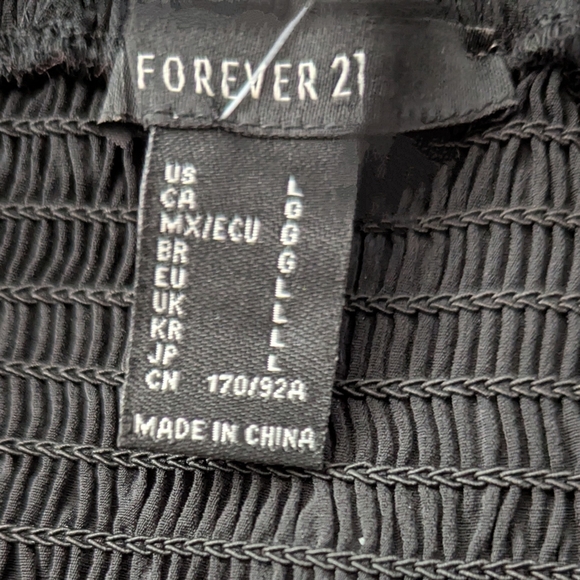 FOREVER 21
US L
CA G
MX/ECU G
BR G
EU L
UK L
KR L
JP L
CN 170/92A
MADE IN CHINA